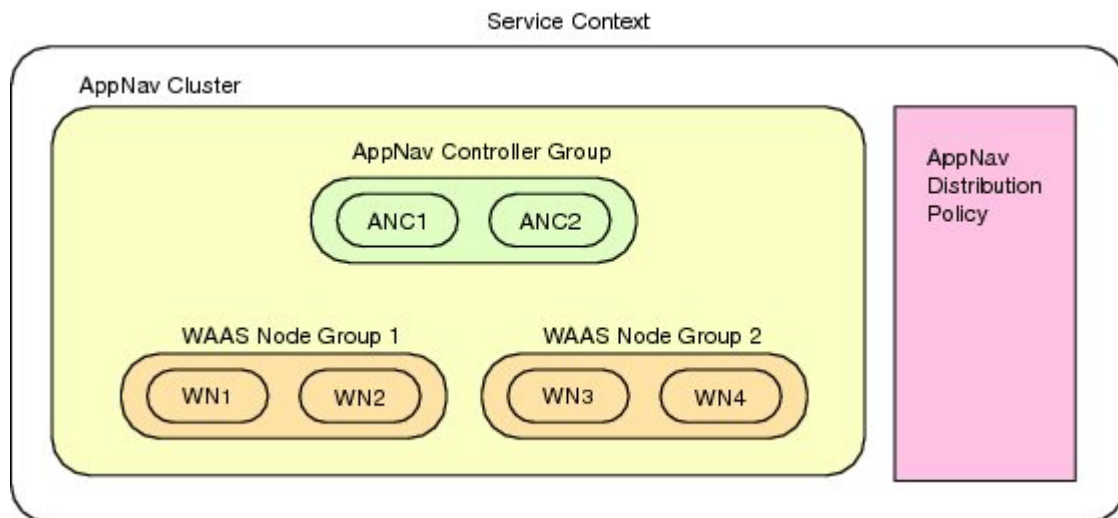 Service Context
AppNav Cluster
AppNav Controller Group
ANC1
ANC2
WAAS Node Group 1
WN1
WN2
WAAS Node Group 2
WN3
WN4
AppNav
Distribution
Policy